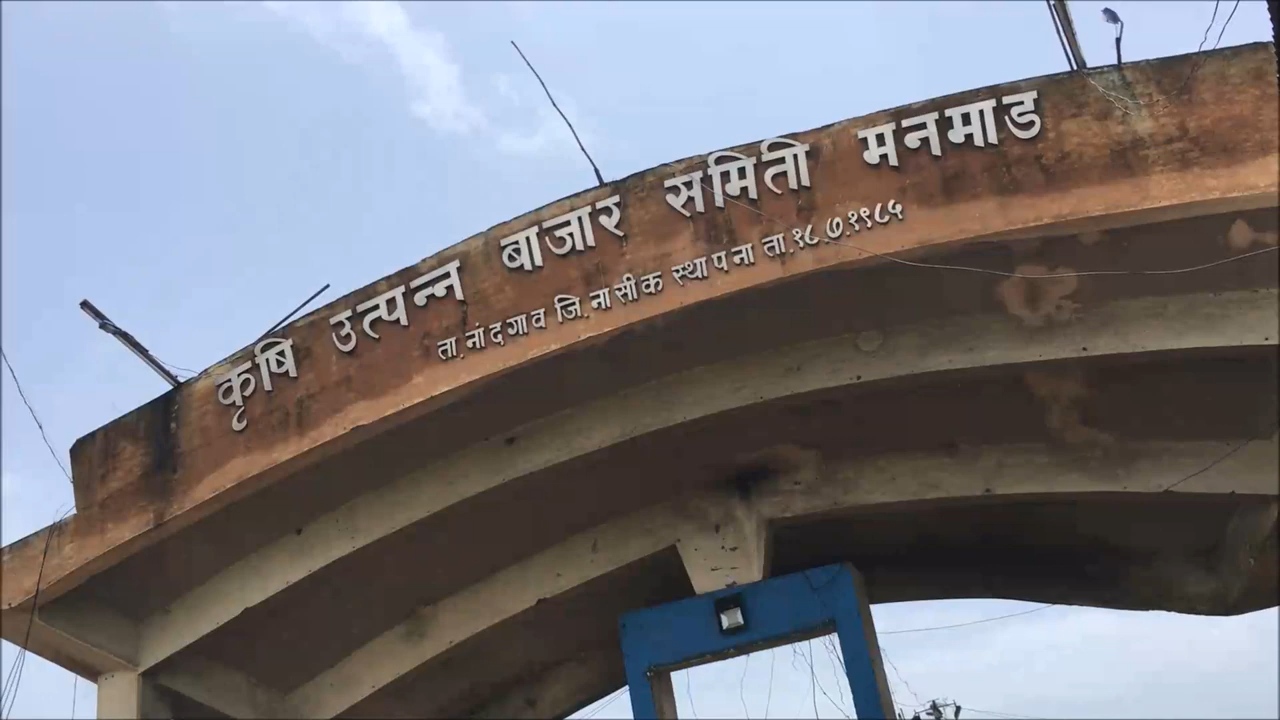 कृषि उत्पन्न बाजार समिती मनमाड
ता.नांदगाव जि.नासीक स्थापना ता.१८.७.१९८५